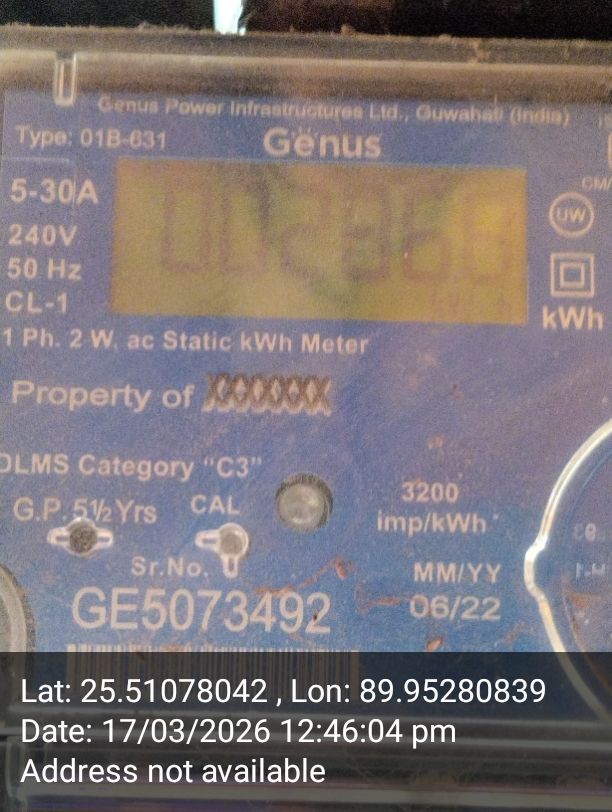 Genus Power Infrastructures Ltd., Guwahati (India)
Type: 01B-631
Genus
5-30A
240V
50 Hz
CL-1
UW
kWh
1 Ph. 2 W. ac Static kWh Meter
Property of XXXXXXX
DLMS Category "C3"
G.P. 5½ Yrs
CAL
3200
imp/kWh
Sr.No.
MM/YY
GE5073492
06/22
Lat: 25.51078042 , Lon: 89.95280839
Date: 17/03/2026 12:46:04 pm
Address not available